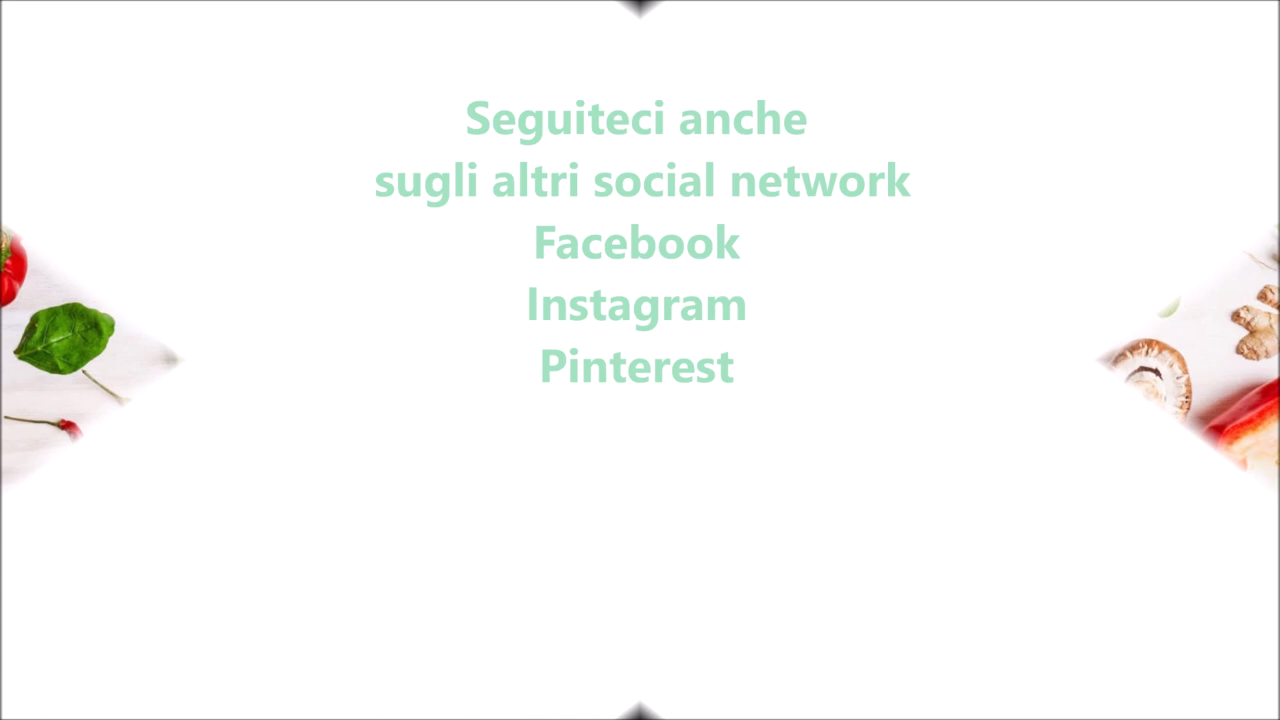 Seguiteci anche
sugli altri social network
Facebook
Instagram
Pinterest